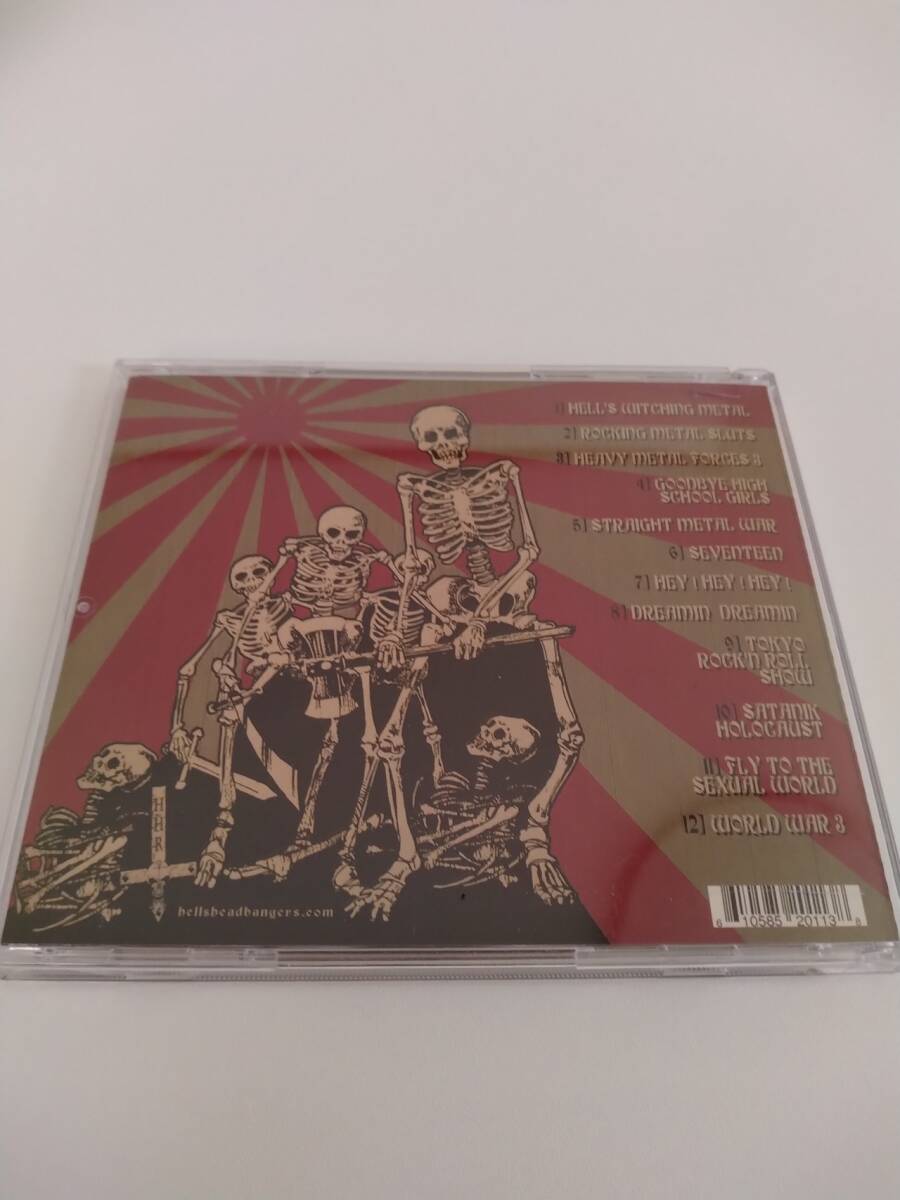 1] HELL'S WITCHING METAL
2] ROCKING METAL SLUTS
3] HEAVY METAL FORCES 3
4] GOODBYE HIGH
SCHOOL GIRLS
5] STRAIGHT METAL WAR
6] SEVENTEEN
7] HEY ! HEY ! HEY !
8] DREAMIN DREAMIN
9] TOKYO
ROCK'N ROLL
SHOW
10] SATANIK
HOLOCAUST
11] FLY TO THE
SEXUAL WORLD
12] WORLD WAR 3
HHR
hellsheadbangers.com
6 10585 20113 8